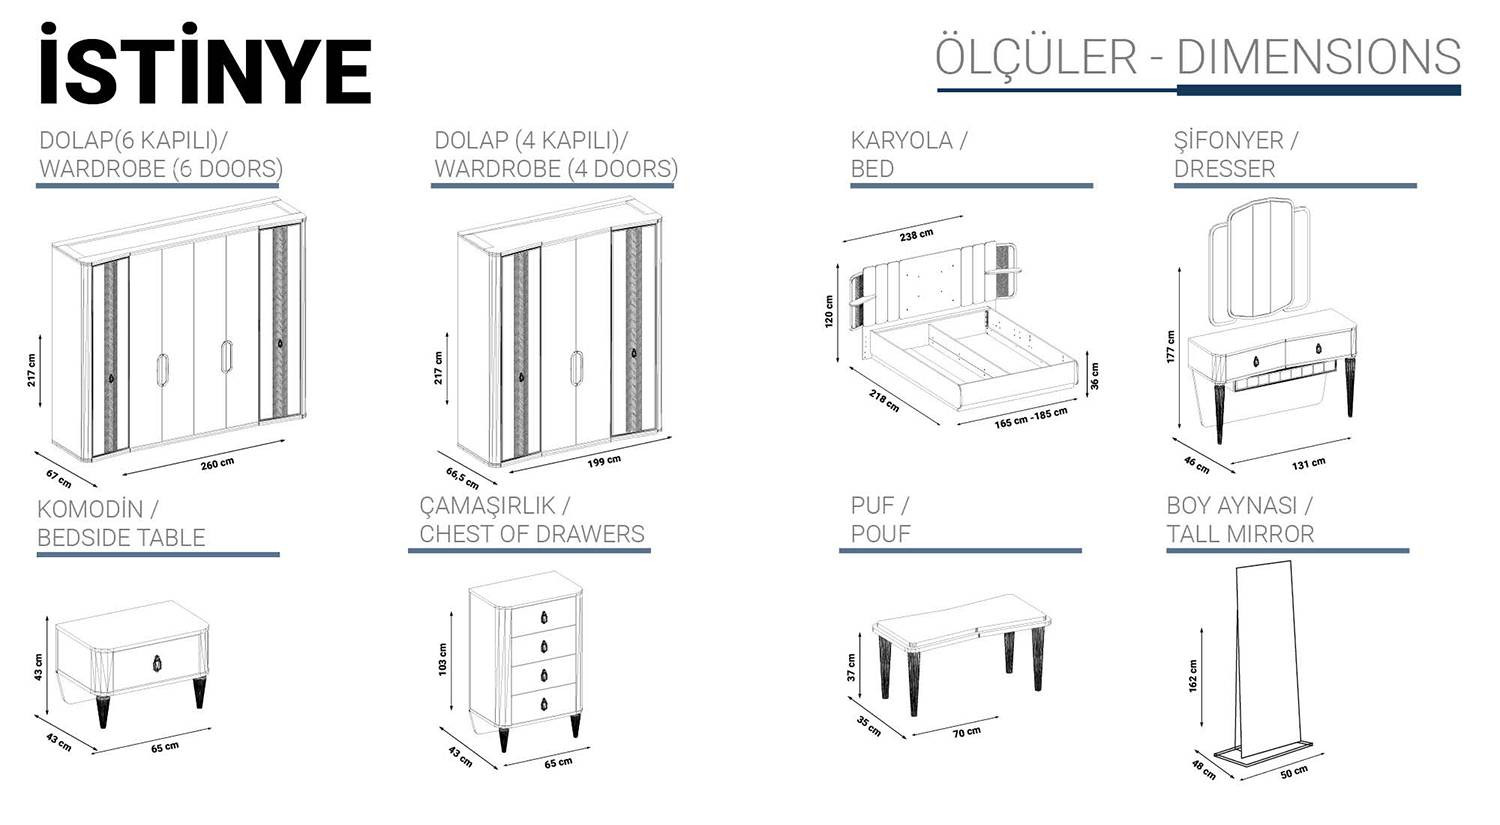 İSTİNYE
ÖLÇÜLER - DIMENSIONS
DOLAP(6 KAPILI)/
WARDROBE (6 DOORS)
217 cm
67 cm
260 cm
DOLAP (4 KAPILI)/
WARDROBE (4 DOORS)
217 cm
66,5 cm
199 cm
KARYOLA /
BED
238 cm
120 cm
218 cm
165 cm -185 cm
36 cm
ŞİFONYER /
DRESSER
177 cm
46 cm
131 cm
KOMODİN /
BEDSIDE TABLE
43 cm
43 cm
65 cm
ÇAMAŞIRLIK /
CHEST OF DRAWERS
103 cm
43 cm
65 cm
PUF /
POUF
37 cm
35 cm
70 cm
BOY AYNASI /
TALL MIRROR
162 cm
48 cm
50 cm